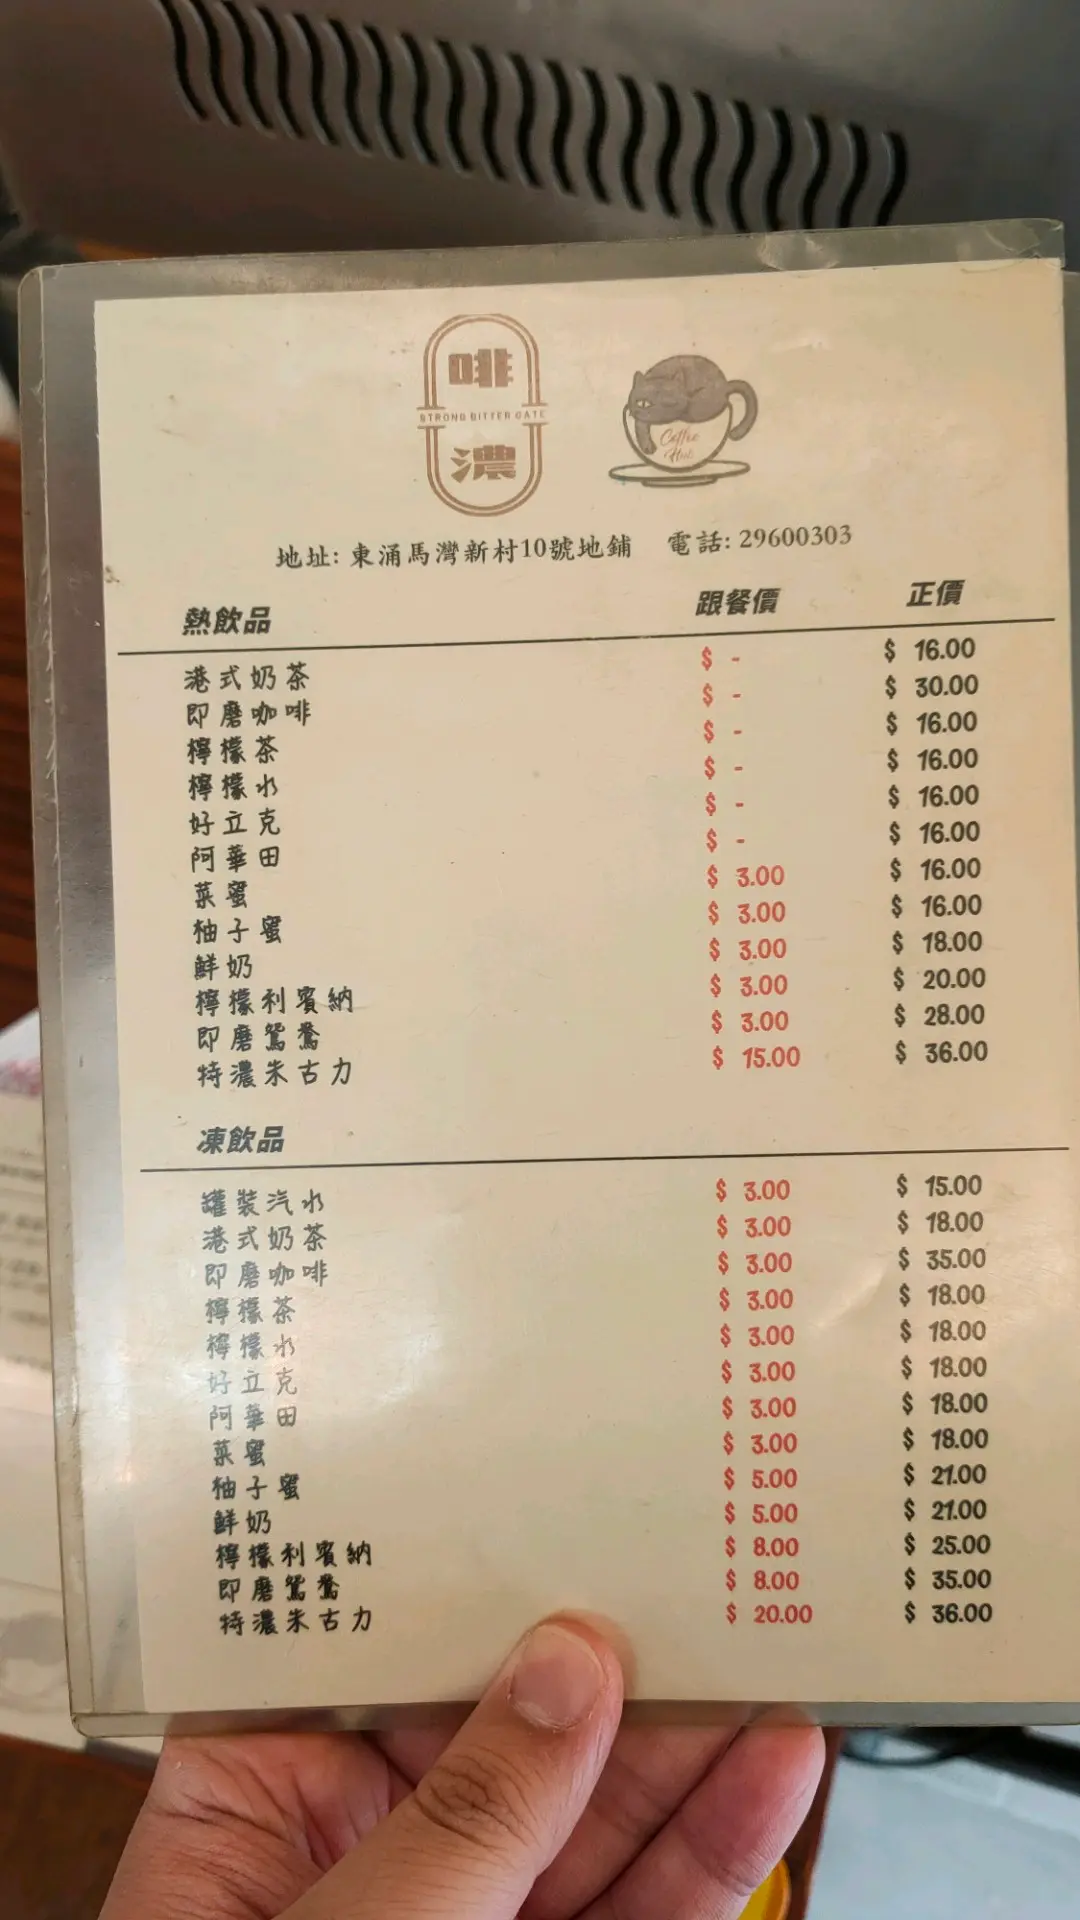 啡
STRONG BITTER GATE
濃
Coffee
Hub
地址: 東涌馬灣新村10號地鋪 電話: 29600303
熱飲品 跟餐價 正價
港式奶茶 $ - $ 16.00
即磨咖啡 $ - $ 30.00
檸檬茶 $ - $ 16.00
檸檬水 $ - $ 16.00
好立克 $ - $ 16.00
阿華田 $ - $ 16.00
菜蜜 $ 3.00 $ 16.00
柚子蜜 $ 3.00 $ 16.00
鮮奶 $ 3.00 $ 18.00
檸檬利賓納 $ 3.00 $ 20.00
即磨鴛鴦 $ 3.00 $ 28.00
特濃朱古力 $ 15.00 $ 36.00
凍飲品
罐裝汽水 $ 3.00 $ 15.00
港式奶茶 $ 3.00 $ 18.00
即磨咖啡 $ 3.00 $ 35.00
檸檬茶 $ 3.00 $ 18.00
檸檬水 $ 3.00 $ 18.00
好立克 $ 3.00 $ 18.00
阿華田 $ 3.00 $ 18.00
菜蜜 $ 3.00 $ 18.00
柚子蜜 $ 5.00 $ 21.00
鮮奶 $ 5.00 $ 21.00
檸檬利賓納 $ 8.00 $ 25.00
即磨鴛鴦 $ 8.00 $ 35.00
特濃朱古力 $ 20.00 $ 36.00